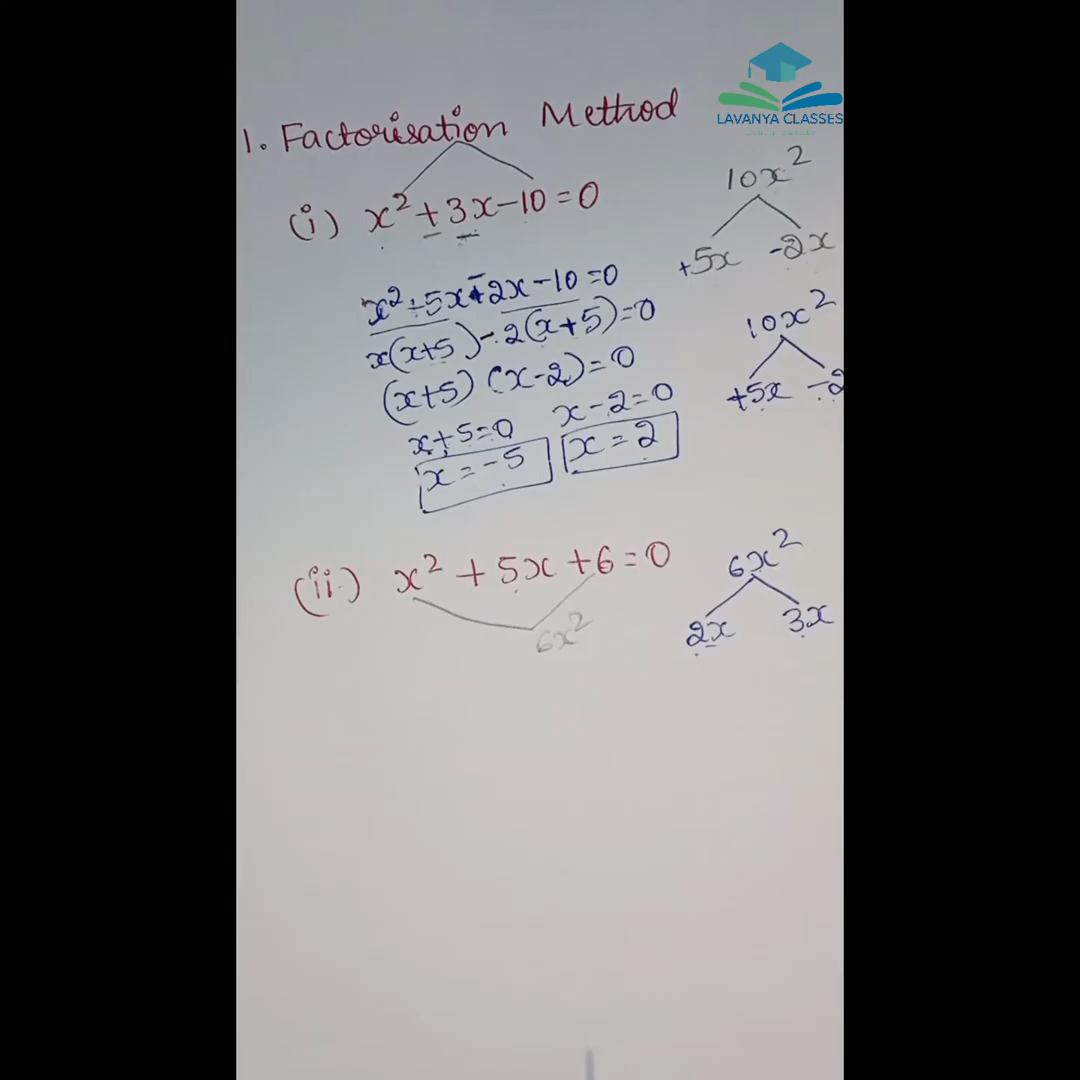 LAVANYA CLASSES
1. Factorisation Method
(i) x² + 3x - 10 = 0
10x²
+5x -2x
x² + 5x - 2x - 10 = 0
x(x+5) - 2(x+5) = 0
10x²
+5x -2
(x+5) (x-2) = 0
x+5=0 x-2=0
x = -5 x = 2
(ii.) x² + 5x + 6 = 0
6x²
2x 3x
6x²